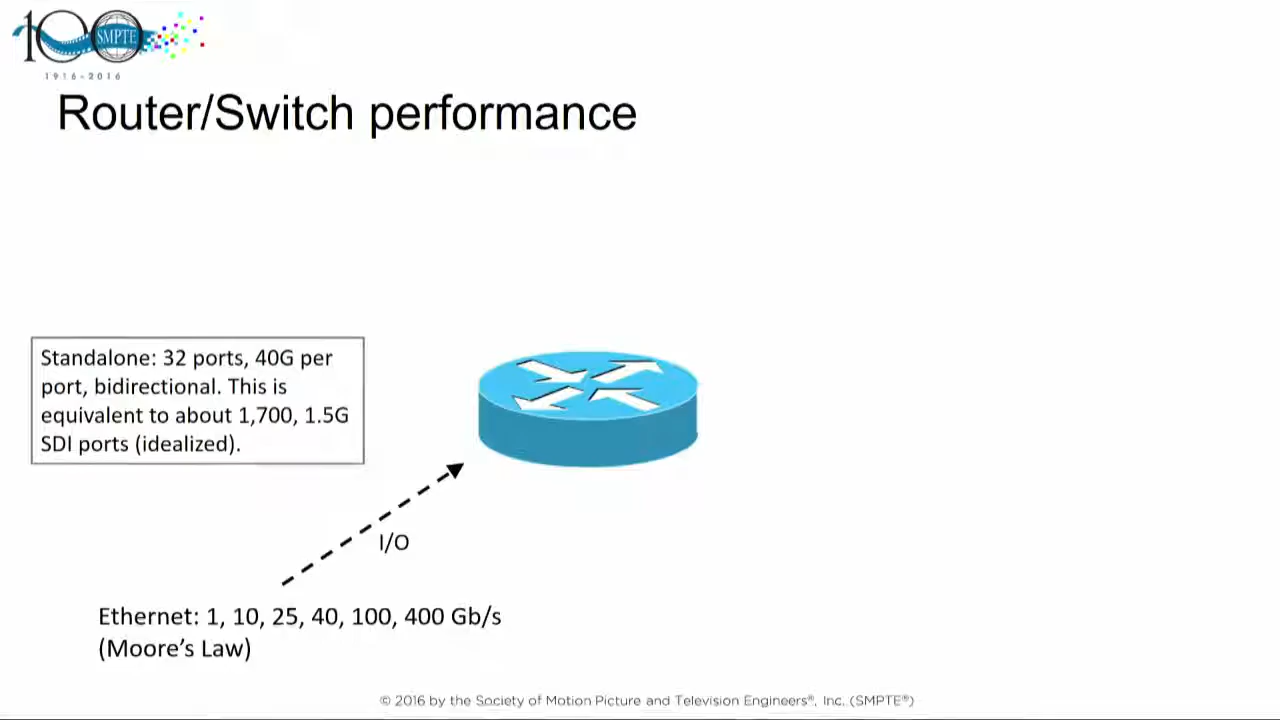 100
SMPTE
1916-2016
Router/Switch performance
Standalone: 32 ports, 40G per
port, bidirectional. This is
equivalent to about 1,700, 1.5G
SDI ports (idealized).
I/O
Ethernet: 1, 10, 25, 40, 100, 400 Gb/s
(Moore’s Law)
© 2016 by the Society of Motion Picture and Television Engineers®, Inc. (SMPTE®)